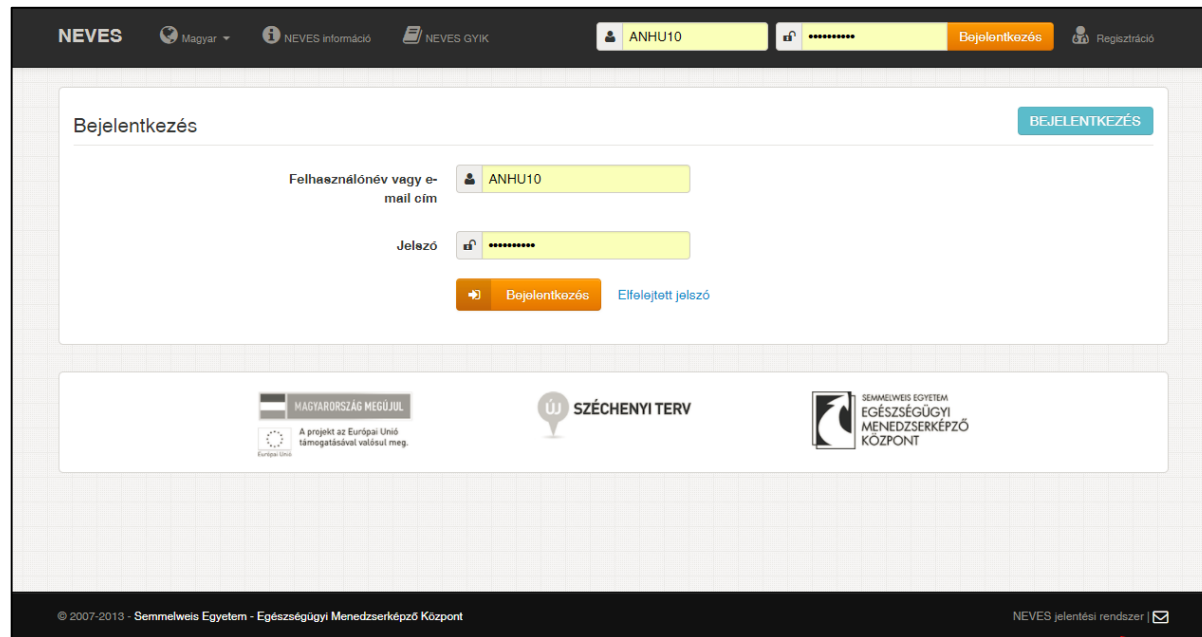 NEVES Magyar NEVES információ NEVES GYIK ANHU10 •••••••••• Bejelentkezés Regisztráció
Bejelentkezés BEJELENTKEZÉS
Felhasználónév vagy e-
mail cím
ANHU10
Jelszó ••••••••••
Bejelentkezés Elfelejtett jelszó
MAGYARORSZÁG MEGÚJUL
A projekt az Európai Unió
támogatásával valósul meg.
Európai Unió
ÚJ SZÉCHENYI TERV
SEMMELWEIS EGYETEM
EGÉSZSÉGÜGYI
MENEDZSERKÉPZŐ
KÖZPONT
© 2007-2013 - Semmelweis Egyetem - Egészségügyi Menedzserképző Központ NEVES jelentési rendszer |